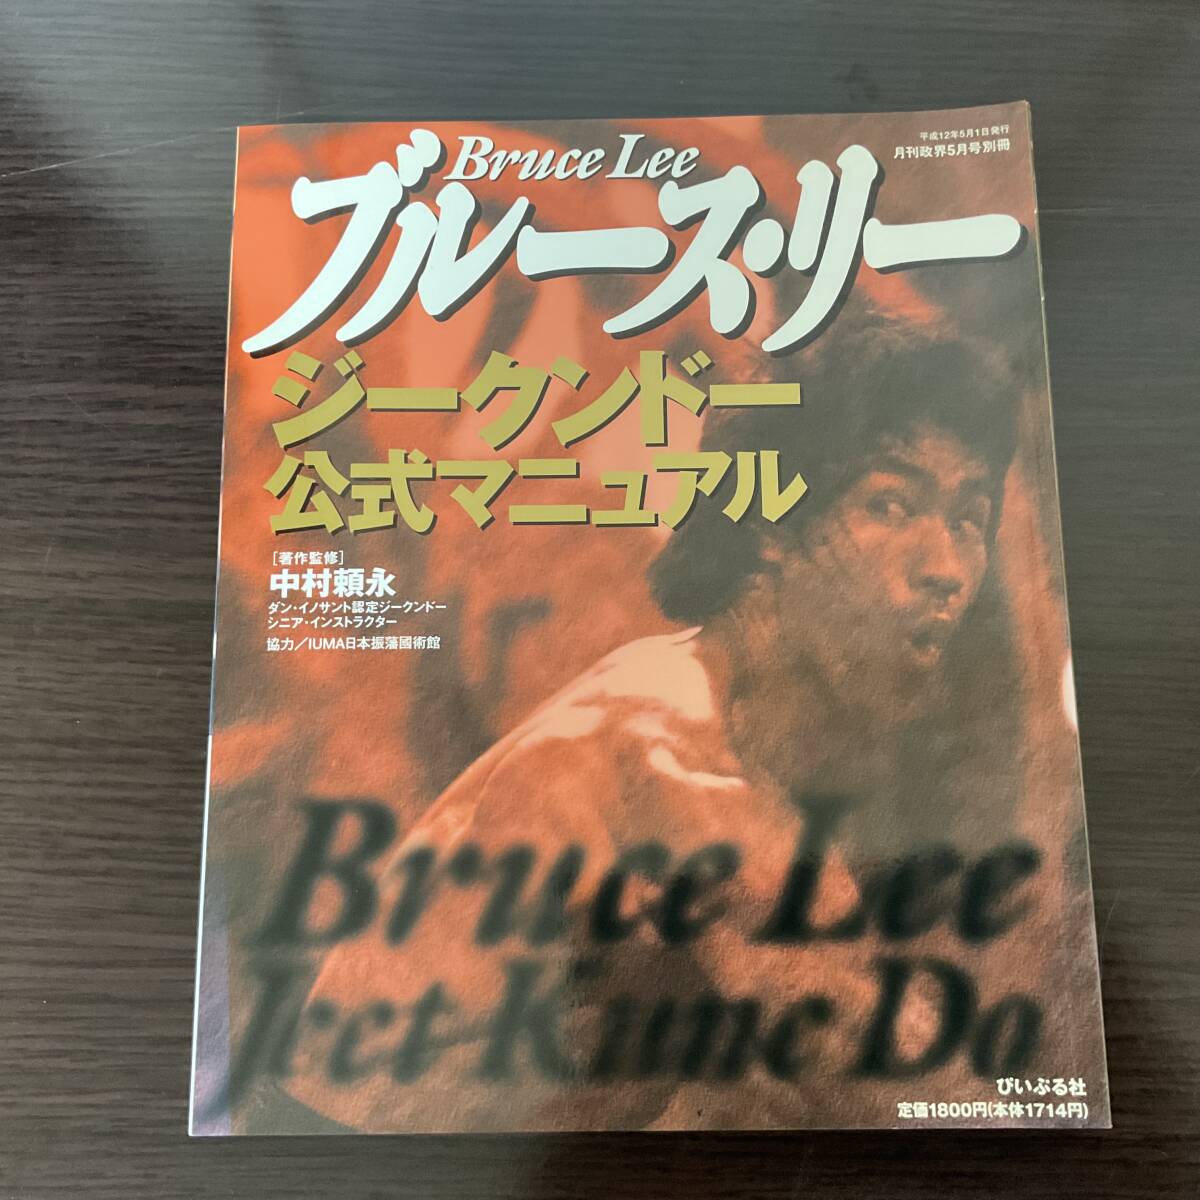 平成12年5月1日発行
月刊政界5月号別冊
Bruce Lee
ブルース・リー
ジークンドー
公式マニュアル
[著作監修]
中村頼永
ダン・イノサント認定ジークンドー
シニア・インストラクター
協力/IUMA日本振藩國術館
Bruce Lee
Jeet Kune Do
ぴいぷる社
定価1800円(本体1714円)